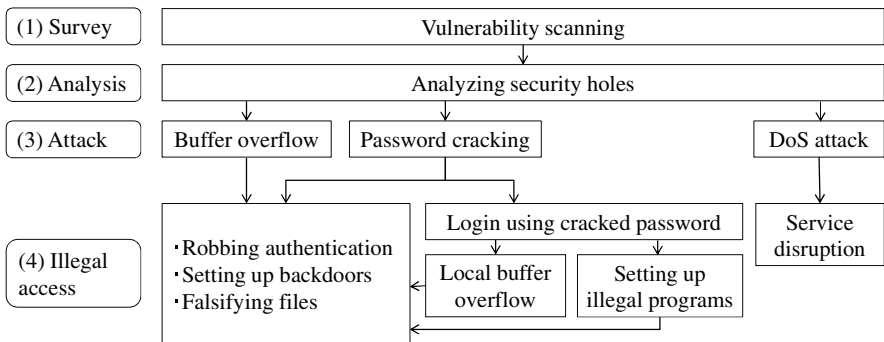 (1) Survey
Vulnerability scanning
(2) Analysis
Analyzing security holes
(3) Attack
Buffer overflow
Password cracking
DoS attack
(4) Illegal
access
・Robbing authentication
・Setting up backdoors
・Falsifying files
Login using cracked password
Local buffer
overflow
Setting up
illegal programs
Service
disruption